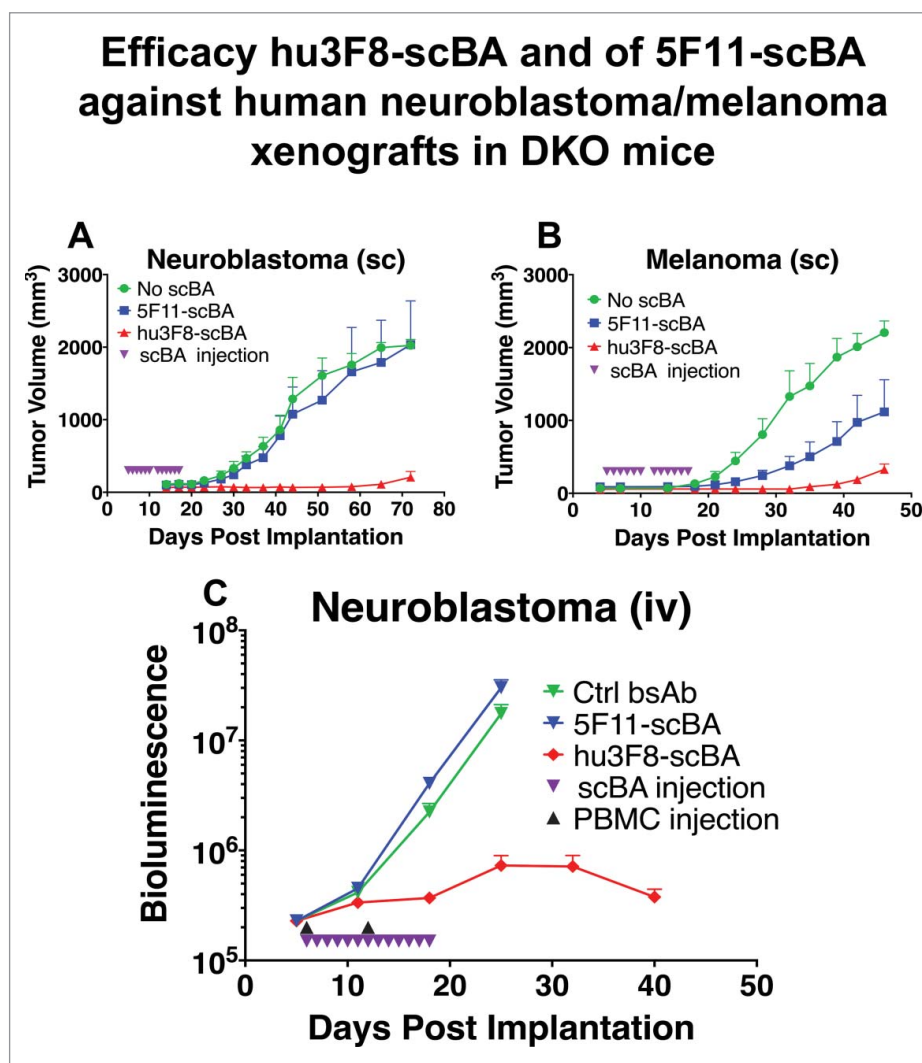 Efficacy hu3F8-scBA and of 5F11-scBA
against human neuroblastoma/melanoma
xenografts in DKO mice
A
Neuroblastoma (sc)
Tumor Volume (mm³)
3000
2000
1000
0
No scBA
5F11-scBA
hu3F8-scBA
scBA injection
0 10 20 30 40 50 60 70 80
Days Post Implantation
B
Melanoma (sc)
Tumor Volume (mm³)
3000
2000
1000
0
No scBA
5F11-scBA
hu3F8-scBA
scBA injection
0 10 20 30 40 50
Days Post Implantation
C
Neuroblastoma (iv)
Bioluminescence
10⁸
10⁷
10⁶
10⁵
Ctrl bsAb
5F11-scBA
hu3F8-scBA
scBA injection
PBMC injection
0 10 20 30 40 50
Days Post Implantation